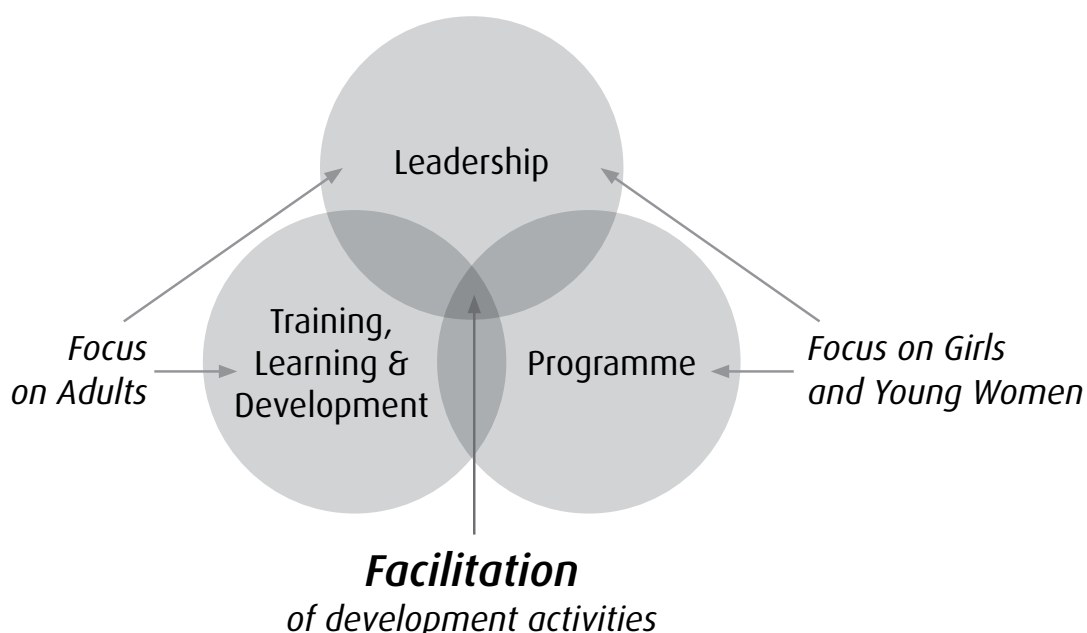 Leadership
Training,
Learning &
Development
Programme
Focus
on Adults
Focus on Girls
and Young Women
Facilitation
of development activities